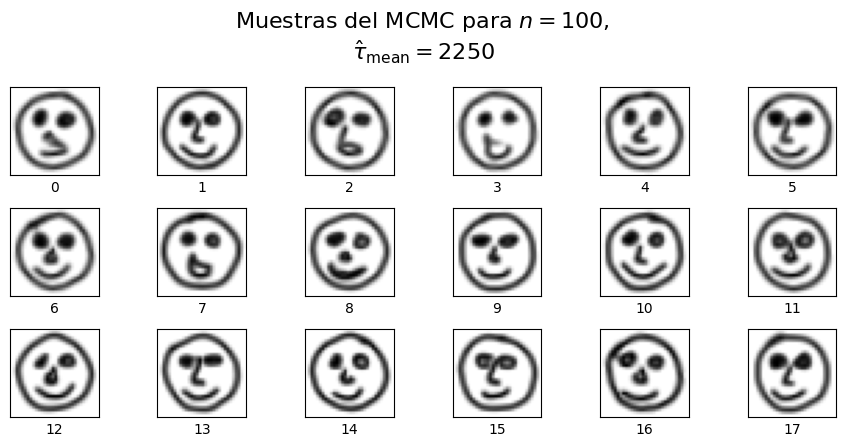 Muestras del MCMC para n = 100,
τ̂mean = 2250
0 1 2 3 4 5
6 7 8 9 10 11
12 13 14 15 16 17